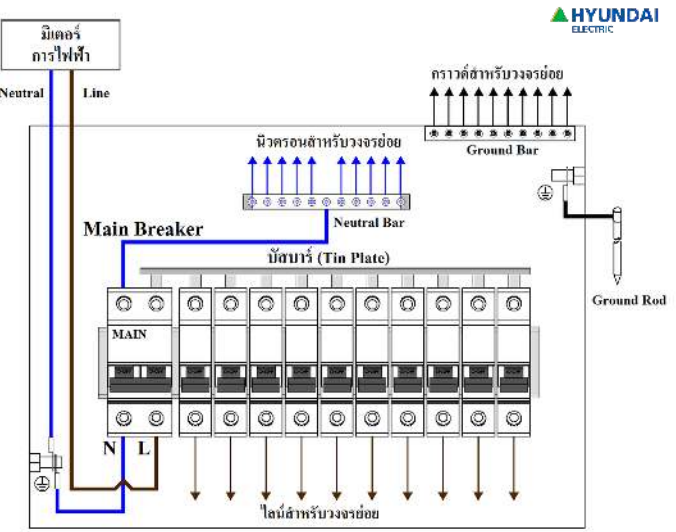 HYUNDAI
ELECTRIC
มิเตอร์
การไฟฟ้า
Neutral
Line
กราวด์สำหรับวงจรย่อย
Ground Bar
นิวตรอนสำหรับวงจรย่อย
Neutral Bar
Main Breaker
บัสบาร์ (Tin Plate)
Ground Rod
MAIN
N L
ไลน์สำหรับวงจรย่อย